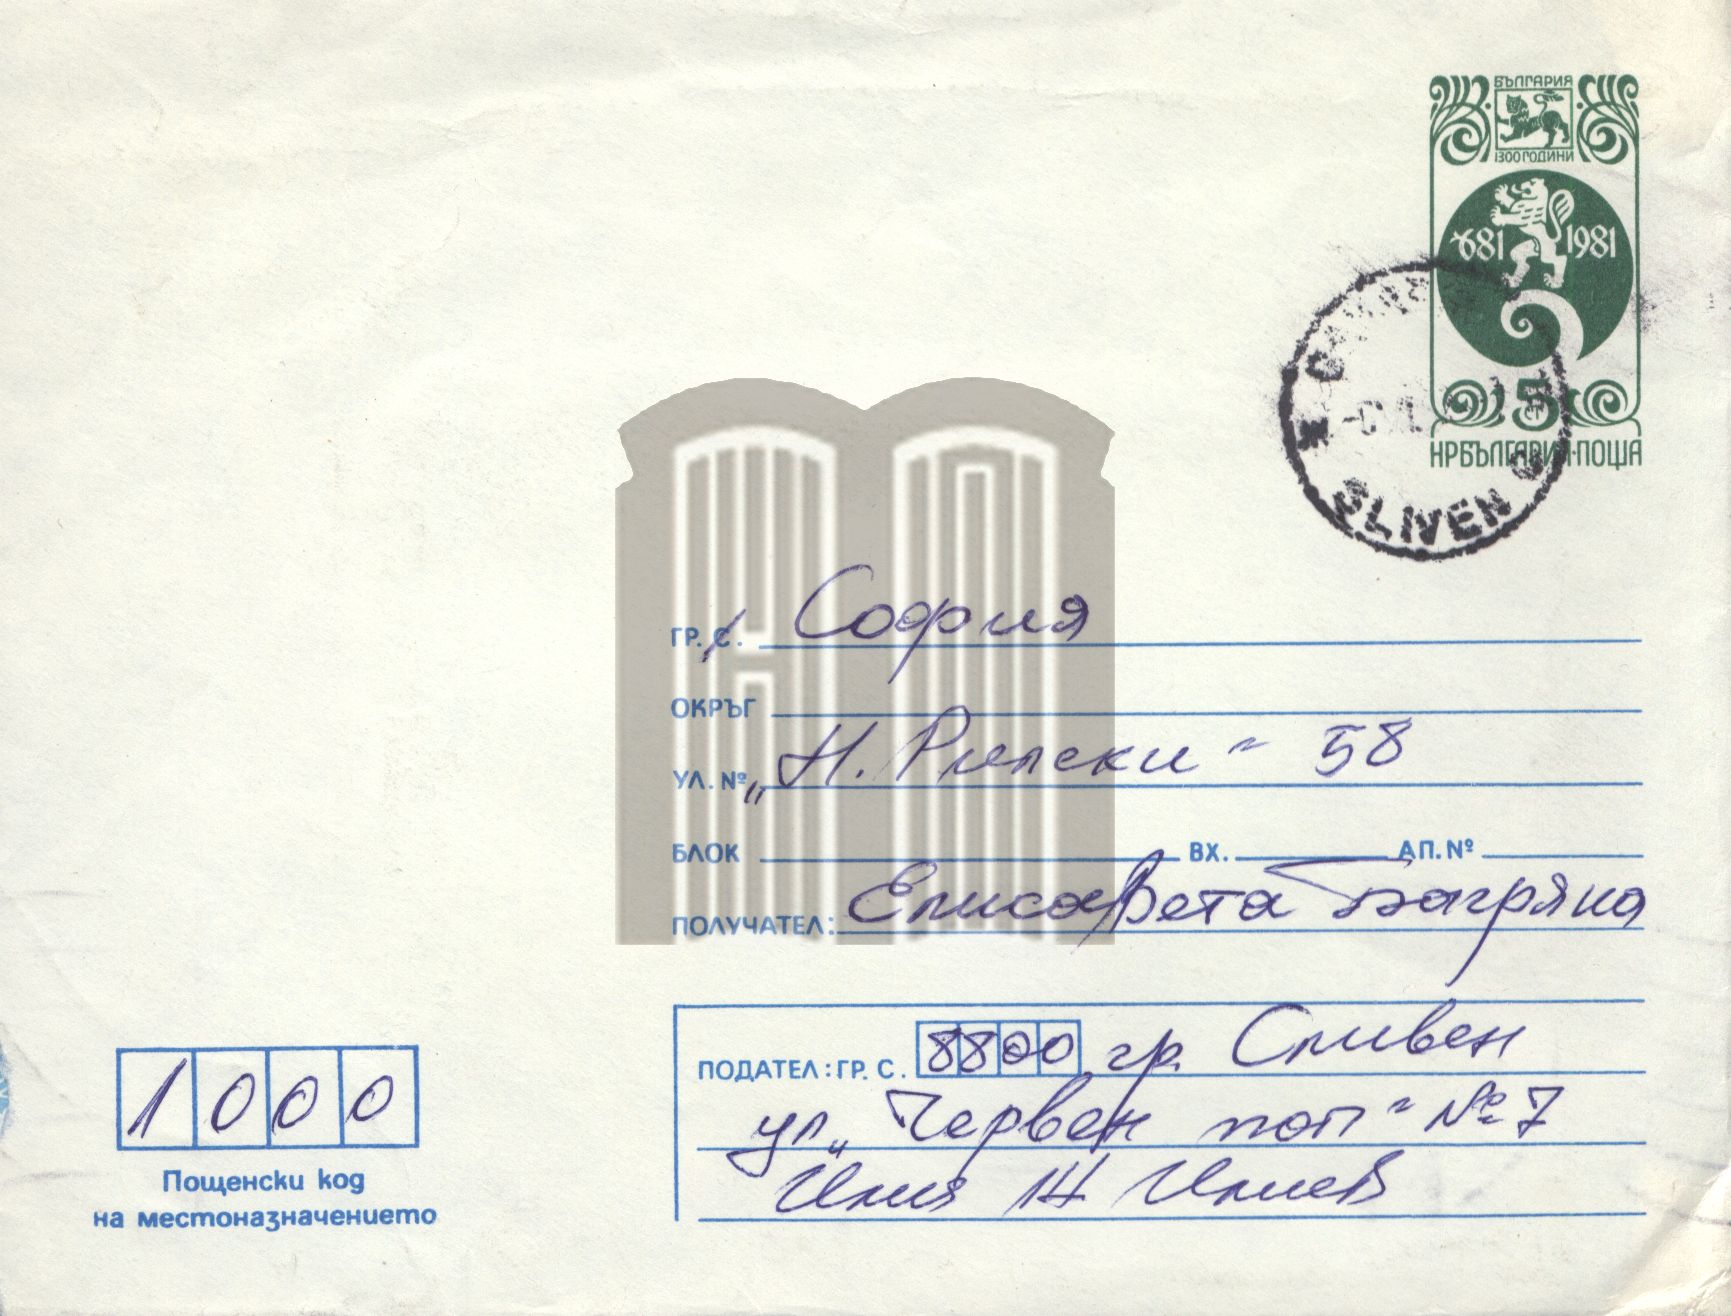 БЪЛГАРИЯ
1300 ГОДИНИ
681 1981
5
НРБЪЛГАРИЯ·ПОЩА
SLIVEN
ГР. С. София
ОКРЪГ
УЛ. № „Н. Рилски" 58
БЛОК ВХ. АП. №
ПОЛУЧАТЕЛ: Елисавета Багряна
ПОДАТЕЛ: ГР. С. 8800 гр. Сливен
ул. „Червен поп" № 7
Илия Ж Илиев
1000
Пощенски код
на местоназначението